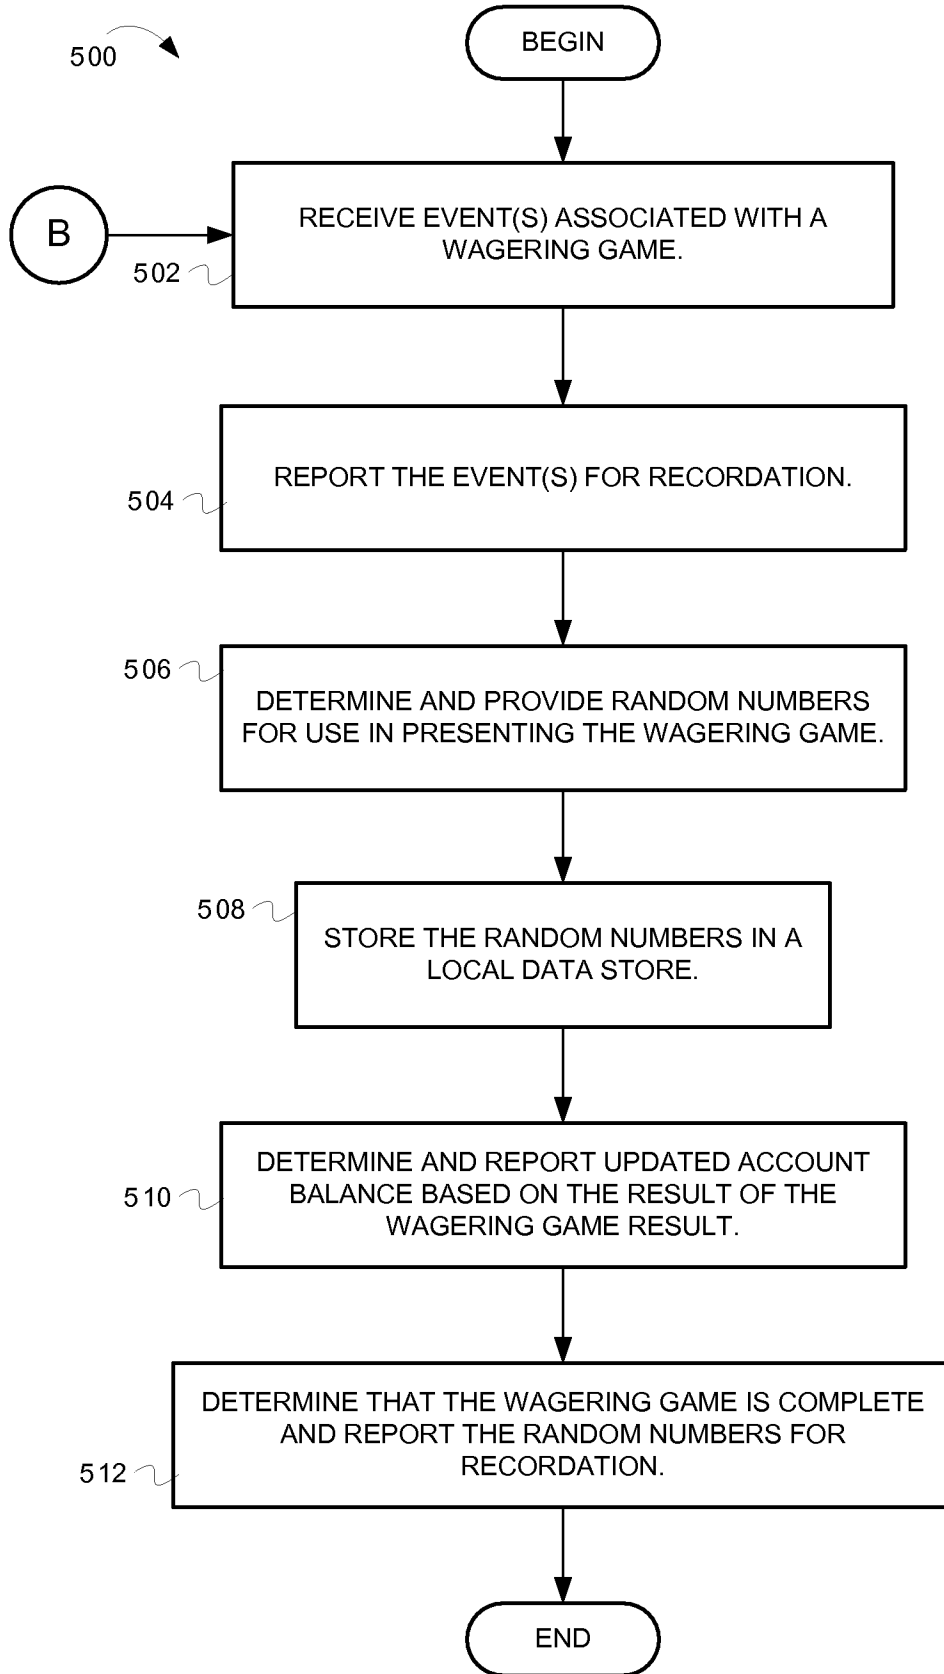 500
BEGIN
B
RECEIVE EVENT(S) ASSOCIATED WITH A
WAGERING GAME.
502
REPORT THE EVENT(S) FOR RECORDATION.
504
506
DETERMINE AND PROVIDE RANDOM NUMBERS
FOR USE IN PRESENTING THE WAGERING GAME.
508
STORE THE RANDOM NUMBERS IN A
LOCAL DATA STORE.
DETERMINE AND REPORT UPDATED ACCOUNT
BALANCE BASED ON THE RESULT OF THE
WAGERING GAME RESULT.
510
DETERMINE THAT THE WAGERING GAME IS COMPLETE
AND REPORT THE RANDOM NUMBERS FOR
RECORDATION.
512
END